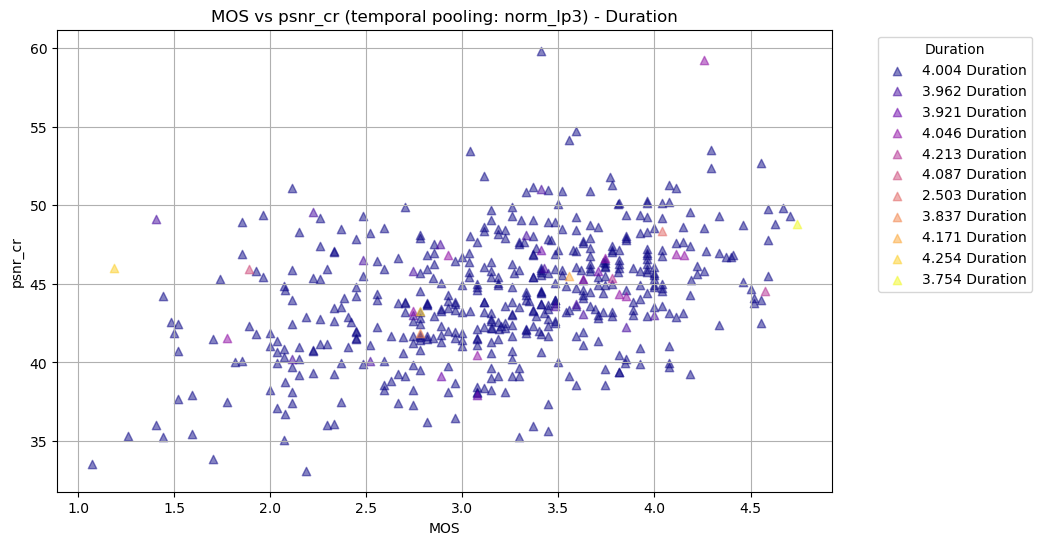 MOS vs psnr_cr (temporal pooling: norm_lp3) - Duration
60
55
50
45
40
35
psnr_cr
1.0 1.5 2.0 2.5 3.0 3.5 4.0 4.5
MOS
Duration
4.004 Duration
3.962 Duration
3.921 Duration
4.046 Duration
4.213 Duration
4.087 Duration
2.503 Duration
3.837 Duration
4.171 Duration
4.254 Duration
3.754 Duration